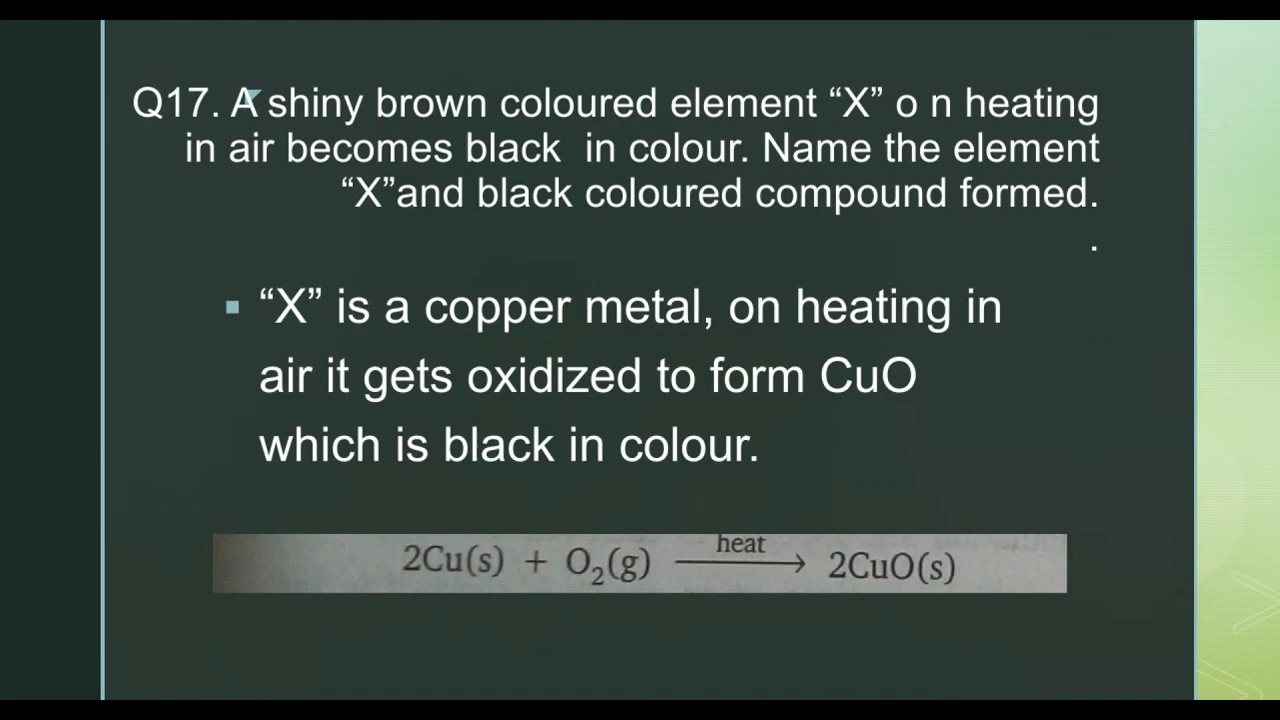 Q17. A shiny brown coloured element “X” o n heating
in air becomes black  in colour. Name the element
“X”and black coloured compound formed.
.
▪ “X” is a copper metal, on heating in
air it gets oxidized to form CuO
which is black in colour.
2Cu(s) + O₂(g) heat → 2CuO(s)